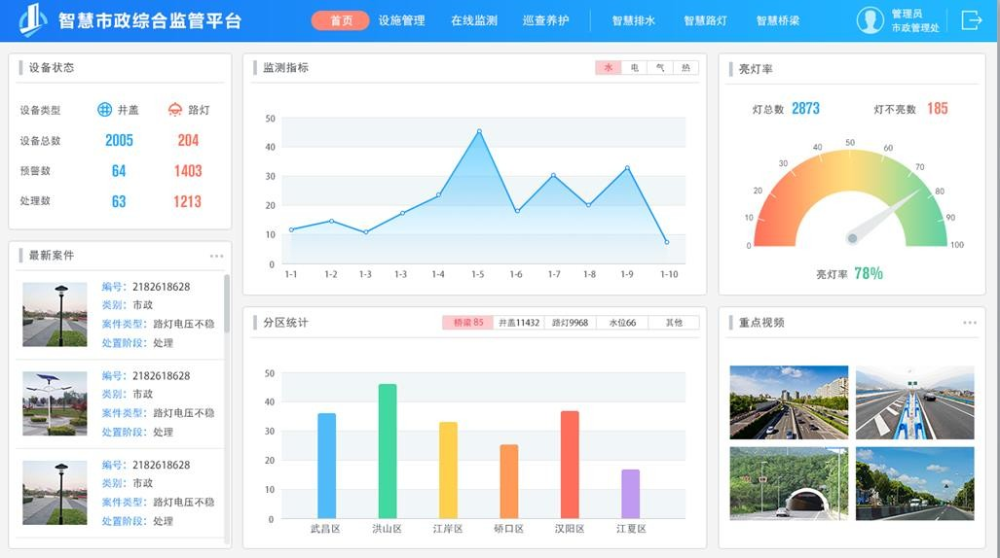 智慧市政综合监管平台
首页 设施管理 在线监测 巡查养护 智慧排水 智慧路灯 智慧桥梁
管理员
市政管理处
设备状态
设备类型 井盖 路灯
设备总数 2005 204
预警数 64 1403
处理数 63 1213
最新案件
编号：2182618628
类别：市政
案件类型：路灯电压不稳
处置阶段：处理
编号：2182618628
类别：市政
案件类型：路灯电压不稳
处置阶段：处理
编号：2182618628
类别：市政
案件类型：路灯电压不稳
处置阶段：处理
监测指标
水 电 气 热
50
40
30
20
10
0
1-1 1-2 1-3 1-3 1-4 1-5 1-6 1-7 1-8 1-9 1-10
分区统计
桥梁 85 井盖11432 路灯9968 水位66 其他
50
40
30
20
10
0
武昌区 洪山区 江岸区 硚口区 汉阳区 江夏区
亮灯率
灯总数 2873 灯不亮数 185
0 10 20 30 40 50 60 70 80 90 100
亮灯率 78%
重点视频